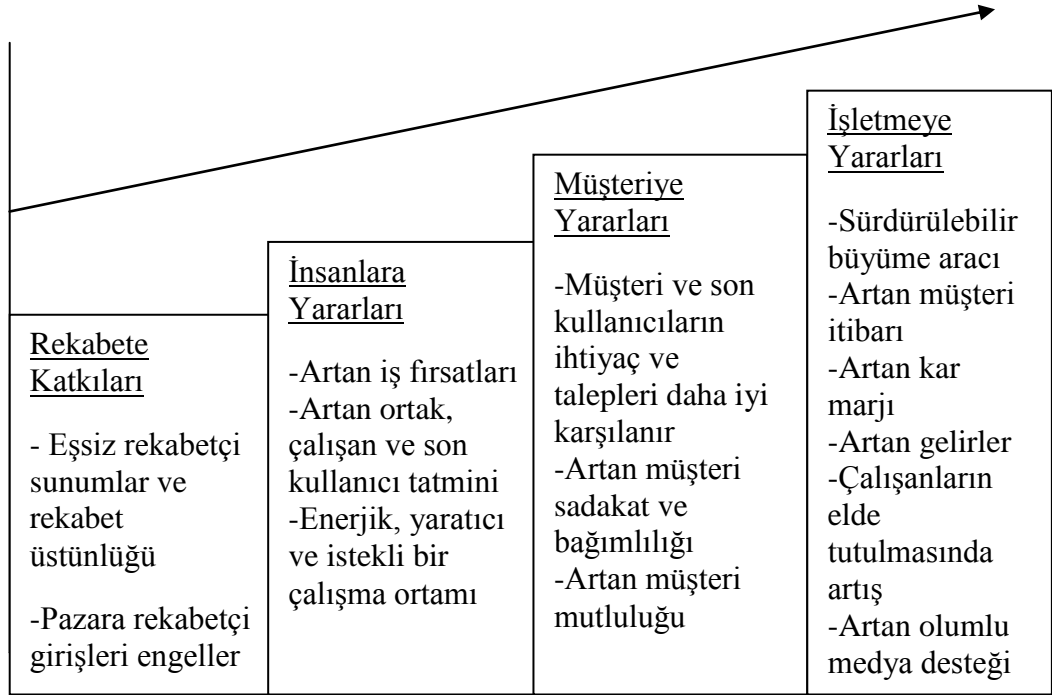 Rekabete
Katkıları
- Eşsiz rekabetçi
sunumlar ve
rekabet
üstünlüğü
-Pazara rekabetçi
girişleri engeller
İnsanlara
Yararları
-Artan iş fırsatları
-Artan ortak,
çalışan ve son
kullanıcı tatmini
-Enerjik, yaratıcı
ve istekli bir
çalışma ortamı
Müşteriye
Yararları
-Müşteri ve son
kullanıcıların
ihtiyaç ve
talepleri daha iyi
karşılanır
-Artan müşteri
sadakat ve
bağımlılığı
-Artan müşteri
mutluluğu
İşletmeye
Yararları
-Sürdürülebilir
büyüme aracı
-Artan müşteri
itibarı
-Artan kar
marjı
-Artan gelirler
-Çalışanların
elde
tutulmasında
artış
-Artan olumlu
medya desteği